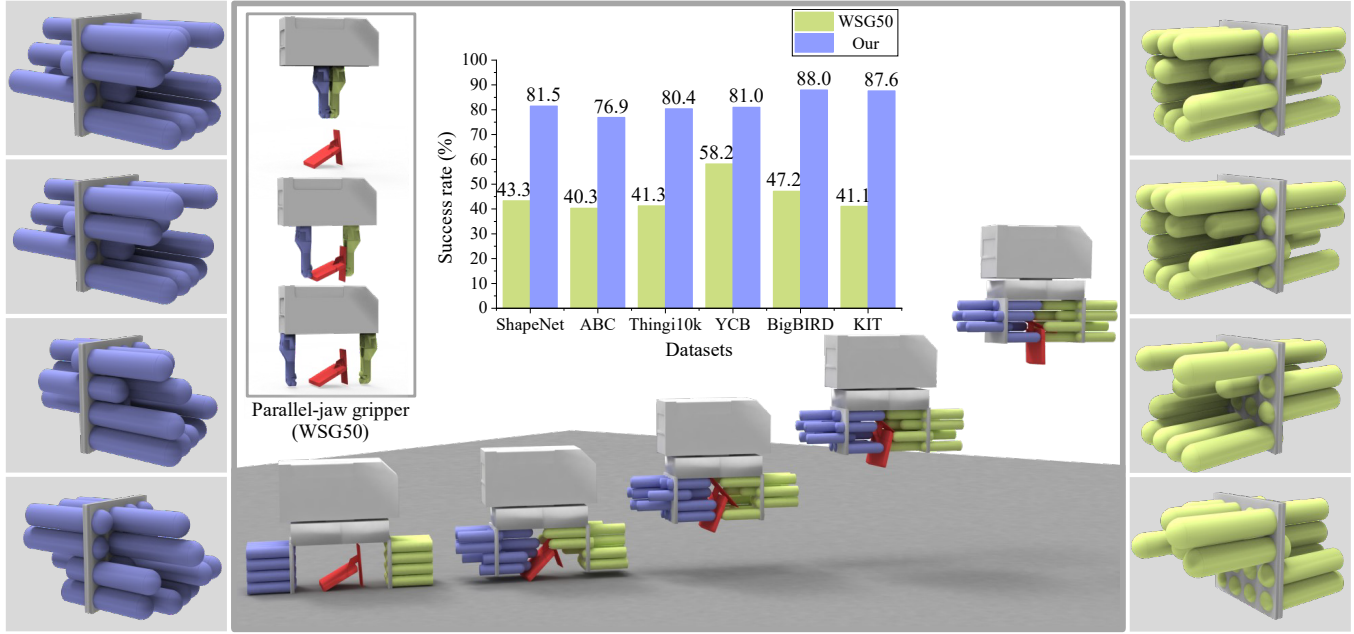 WSG50
Our
Success rate (%)
100
90
80
70
60
50
40
30
20
10
0
43.3
81.5
40.3
76.9
41.3
80.4
58.2
81.0
47.2
88.0
41.1
87.6
ShapeNet
ABC
Thingi10k
YCB
BigBIRD
KIT
Datasets
Parallel-jaw gripper
(WSG50)